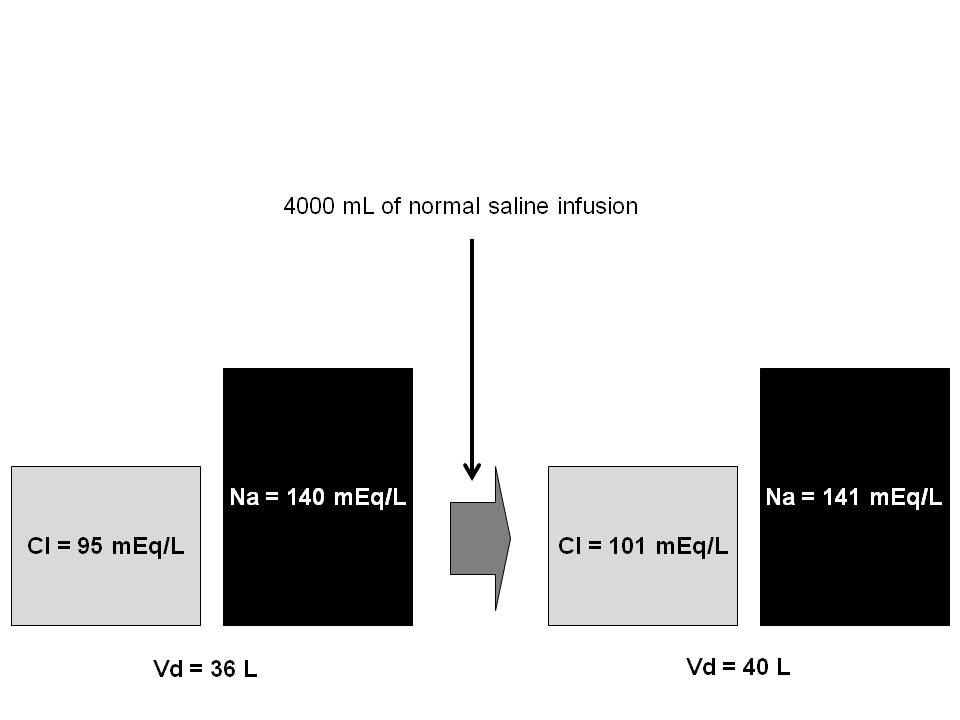 4000 mL of normal saline infusion
Cl = 95 mEq/L
Na = 140 mEq/L
Cl = 101 mEq/L
Na = 141 mEq/L
Vd = 36 L
Vd = 40 L